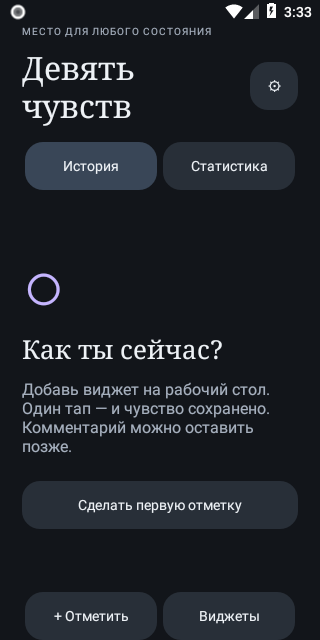 3:33
МЕСТО ДЛЯ ЛЮБОГО СОСТОЯНИЯ
Девять
чувств
История
Статистика
Как ты сейчас?
Добавь виджет на рабочий стол.
Один тап — и чувство сохранено.
Комментарий можно оставить
позже.
Сделать первую отметку
+ Отметить
Виджеты